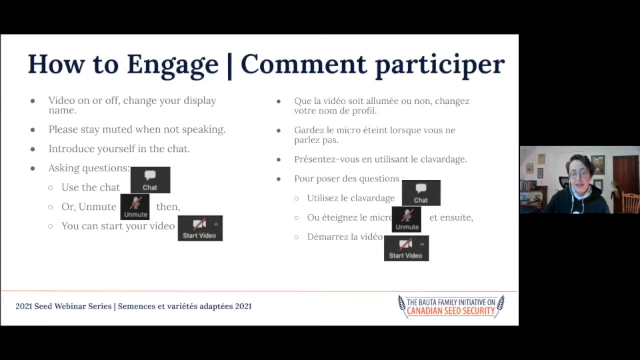 How to Engage | Comment participer
● Video on or off, change your display
name.
● Please stay muted when not speaking.
● Introduce yourself in the chat.
● Asking questions:
○ Use the chat
Chat
○ Or, Unmute
Unmute
then,
○ You can start your video
Start Video
● Que la vidéo soit allumée ou non, changez
votre nom de profil.
● Gardez le micro éteint lorsque vous ne
parlez pas.
● Présentez-vous en utilisant le clavardage.
● Pour poser des questions :
○ Utilisez le clavardage
Chat
○ Ou éteignez le micro
Unmute
et ensuite,
○ Démarrez la vidéo
Start Video
2021 Seed Webinar Series | Semences et variétés adaptées 2021
THE BAUTA FAMILY INITIATIVE ON
CANADIAN SEED SECURITY